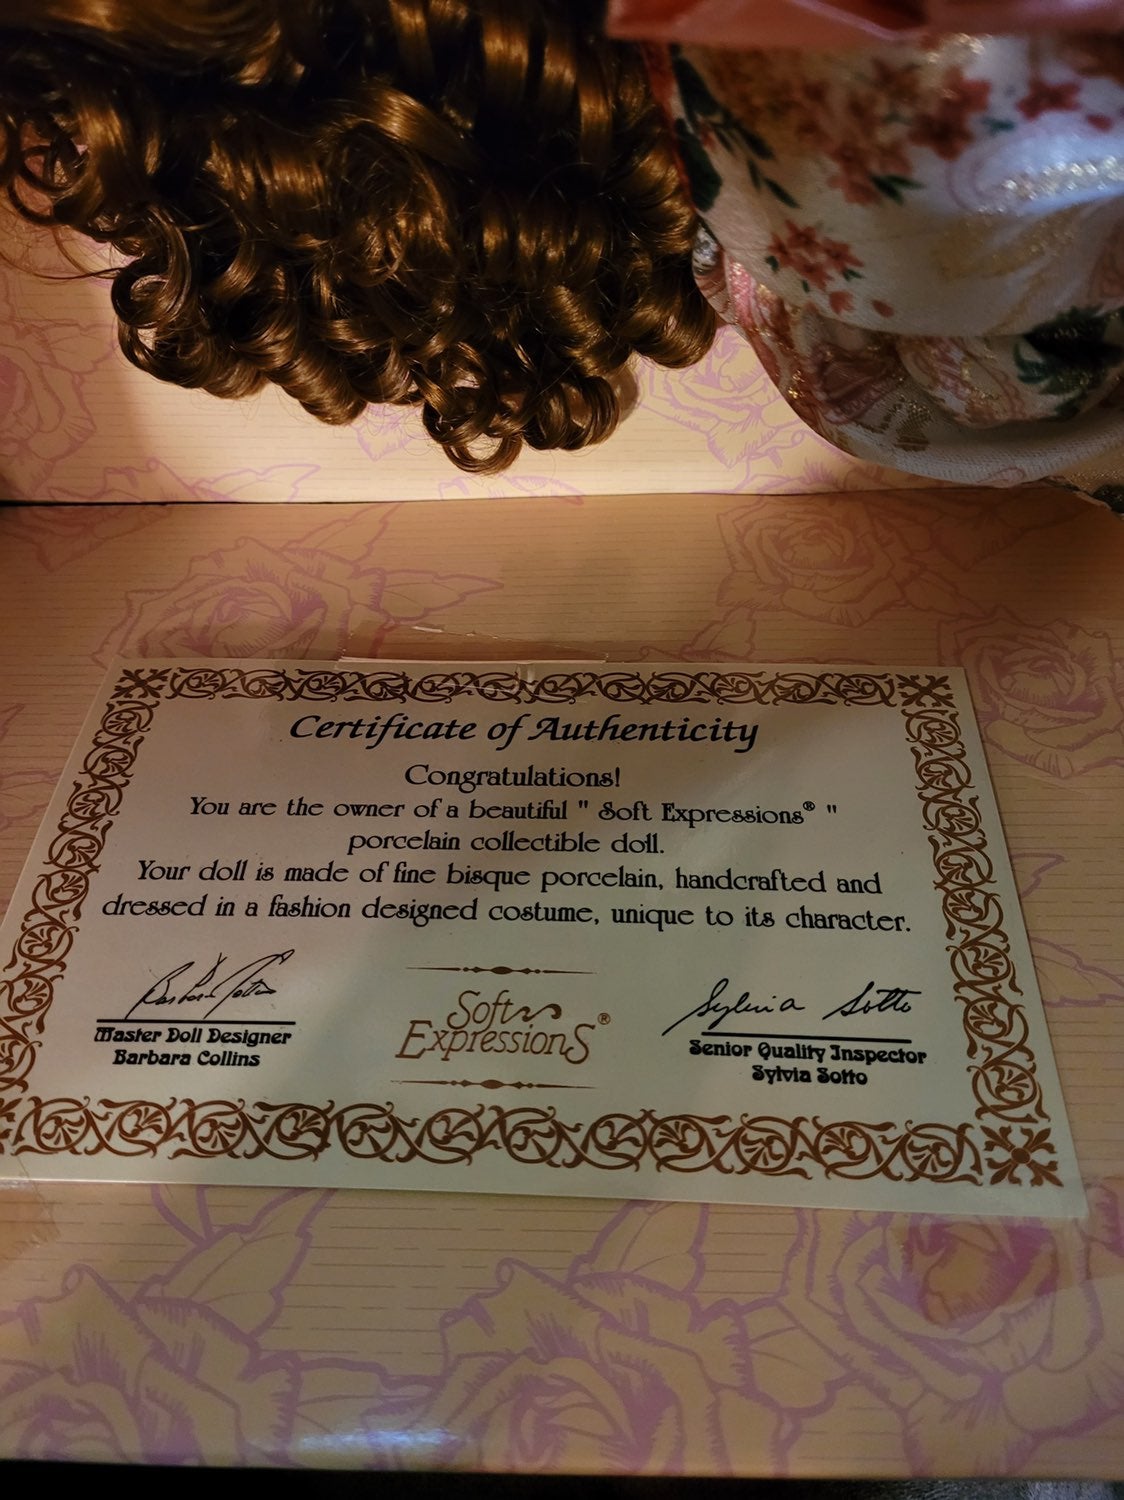 Certificate of Authenticity
Congratulations!
You are the owner of a beautiful " Soft Expressions® "
porcelain collectible doll.
Your doll is made of fine bisque porcelain, handcrafted and
dressed in a fashion designed costume, unique to its character.
Sylvia Sotto
Master Doll Designer
Barbara Collins
Soft
Expressions®
Senior Quality Inspector
Sylvia Sotto